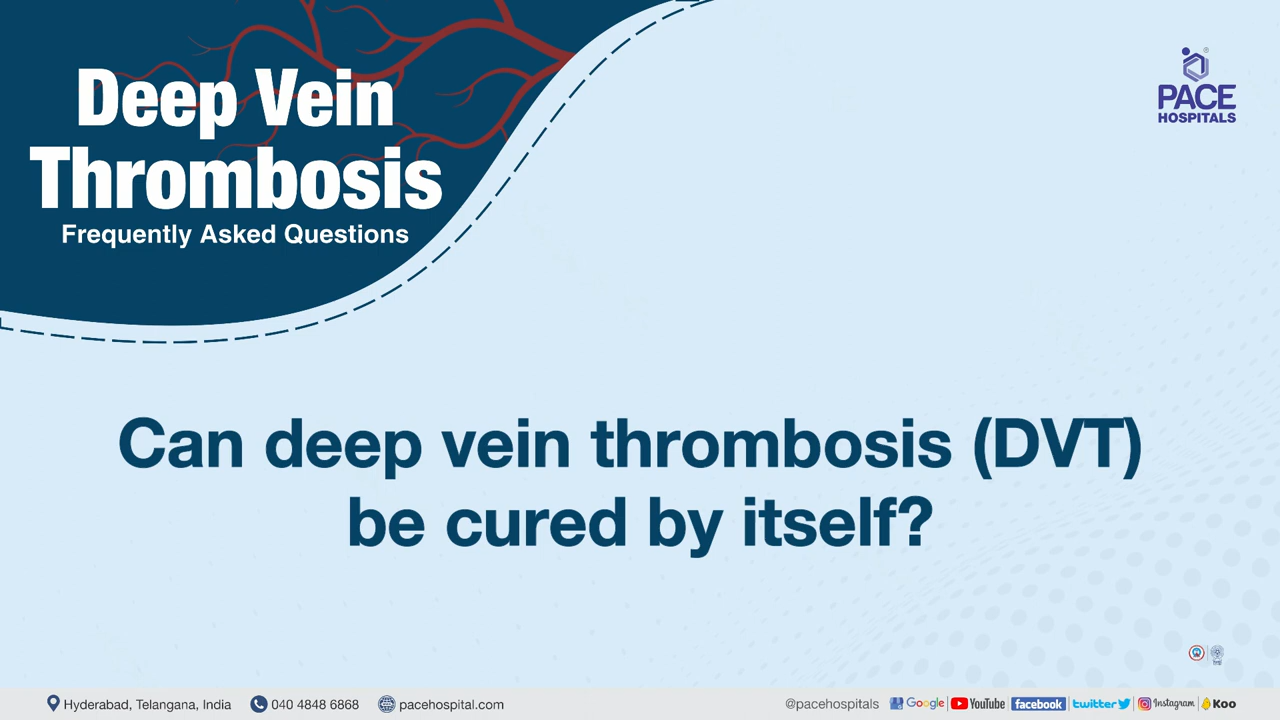 Deep Vein
Thrombosis
Frequently Asked Questions
PACE
HOSPITALS
Can deep vein thrombosis (DVT)
be cured by itself?
Hyderabad, Telangana, India 040 4848 6868 pacehospital.com @pacehospitals Google YouTube facebook twitter Instagram Koo